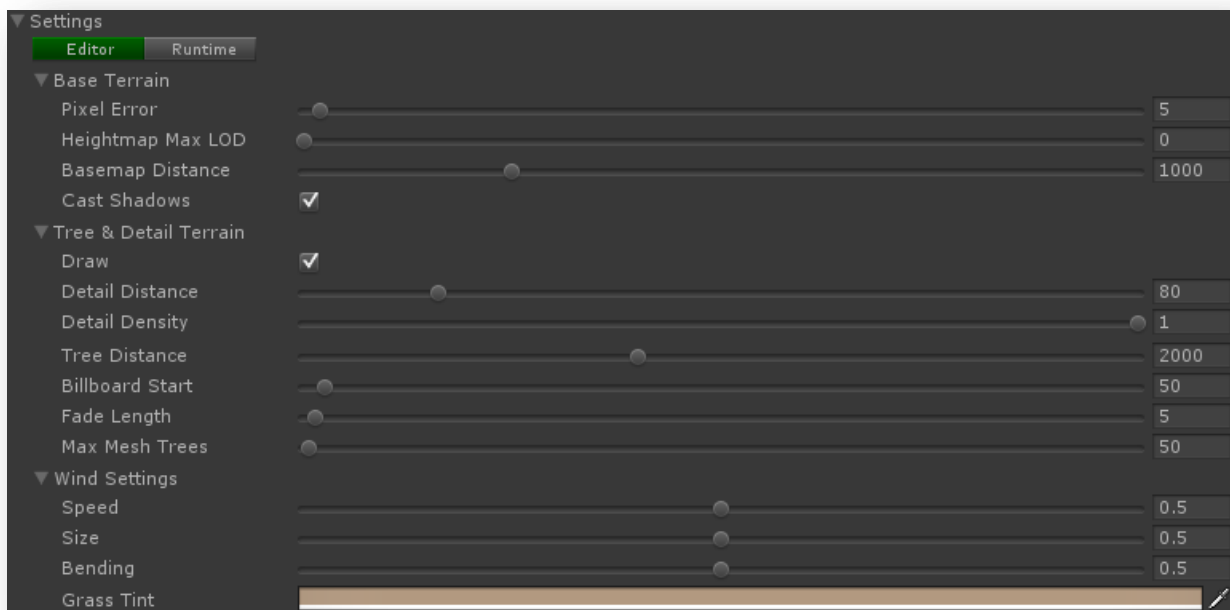 Settings
Editor Runtime
Base Terrain
Pixel Error 5
Heightmap Max LOD 0
Basemap Distance 1000
Cast Shadows
Tree & Detail Terrain
Draw
Detail Distance 80
Detail Density 1
Tree Distance 2000
Billboard Start 50
Fade Length 5
Max Mesh Trees 50
Wind Settings
Speed 0.5
Size 0.5
Bending 0.5
Grass Tint